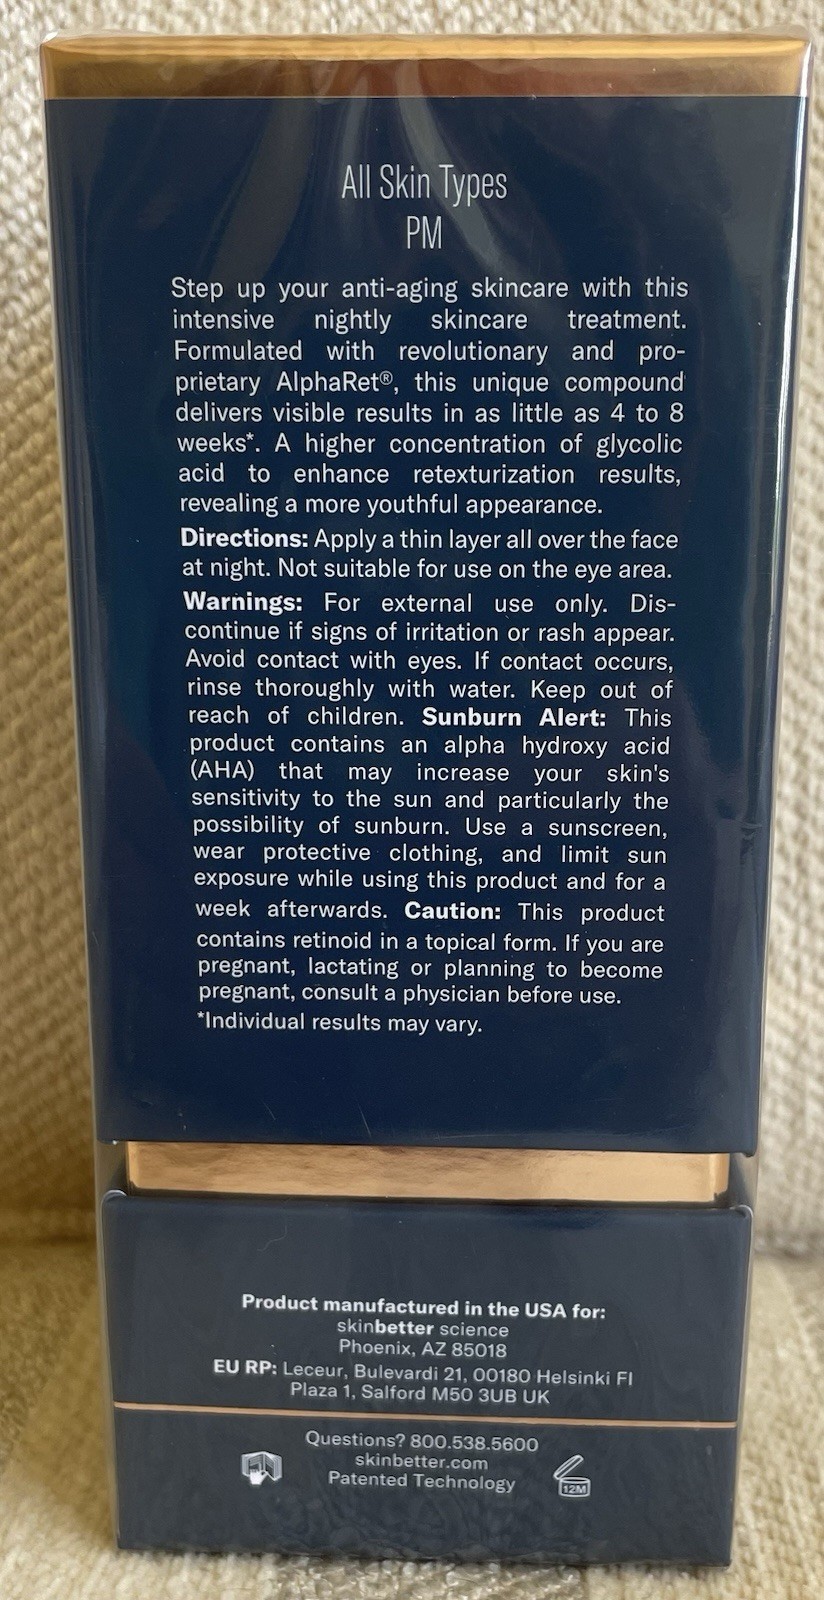 All Skin Types
PM
Step up your anti-aging skincare with this
intensive nightly skincare treatment.
Formulated with revolutionary and pro-
prietary AlphaRet®, this unique compound
delivers visible results in as little as 4 to 8
weeks*. A higher concentration of glycolic
acid to enhance retexturization results,
revealing a more youthful appearance.
Directions: Apply a thin layer all over the face
at night. Not suitable for use on the eye area.
Warnings: For external use only. Dis-
continue if signs of irritation or rash appear.
Avoid contact with eyes. If contact occurs,
rinse thoroughly with water. Keep out of
reach of children. Sunburn Alert: This
product contains an alpha hydroxy acid
(AHA) that may increase your skin's
sensitivity to the sun and particularly the
possibility of sunburn. Use a sunscreen,
wear protective clothing, and limit sun
exposure while using this product and for a
week afterwards. Caution: This product
contains retinoid in a topical form. If you are
pregnant, lactating or planning to become
pregnant, consult a physician before use.
*Individual results may vary.
Product manufactured in the USA for:
skinbetter science
Phoenix, AZ 85018
EU RP: Leceur, Bulevardi 21, 00180 Helsinki FI
Plaza 1, Salford M50 3UB UK
Questions? 800.538.5600
skinbetter.com
Patented Technology
12M